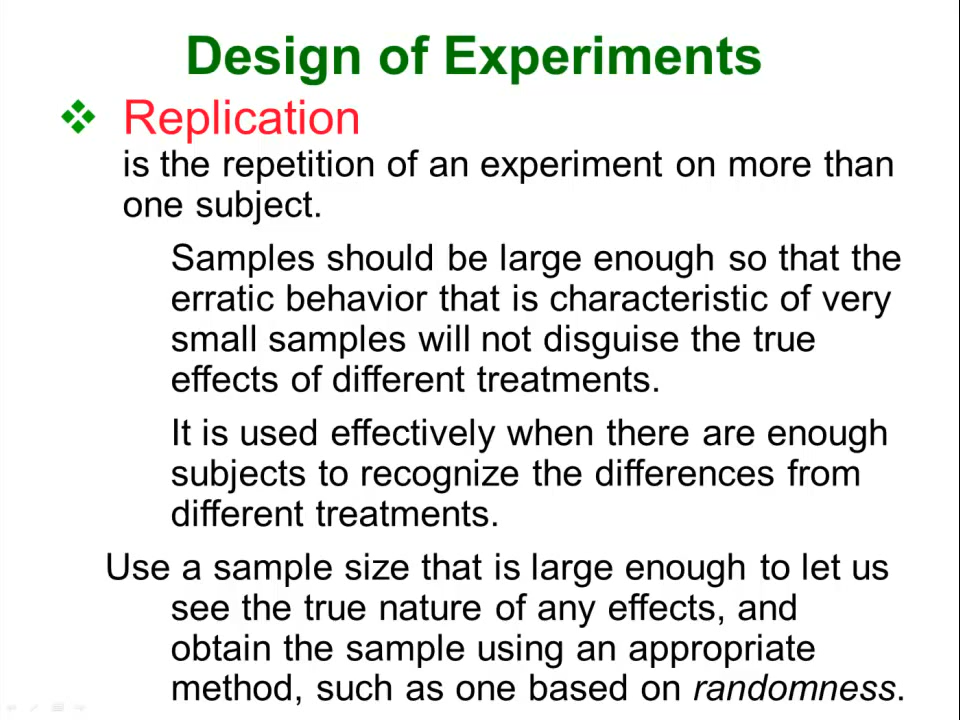 Design of Experiments
Replication
is the repetition of an experiment on more than
one subject.
Samples should be large enough so that the
erratic behavior that is characteristic of very
small samples will not disguise the true
effects of different treatments.
It is used effectively when there are enough
subjects to recognize the differences from
different treatments.
Use a sample size that is large enough to let us
see the true nature of any effects, and
obtain the sample using an appropriate
method, such as one based on randomness.